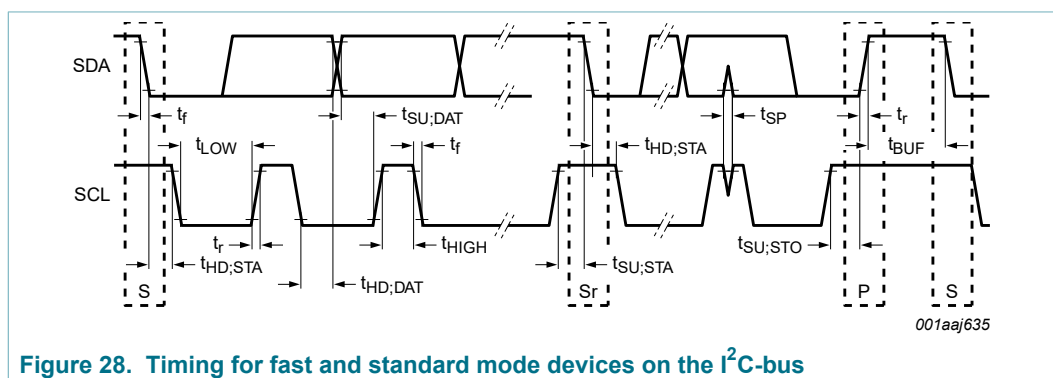 SDA
t_f
t_SU;DAT
t_SP
t_r
t_LOW
t_f
t_HD;STA
t_BUF
SCL
t_r
t_HD;STA
t_HIGH
t_HD;DAT
t_SU;STA
t_SU;STO
S
Sr
P
S
001aaj635
Figure 28. Timing for fast and standard mode devices on the I²C-bus